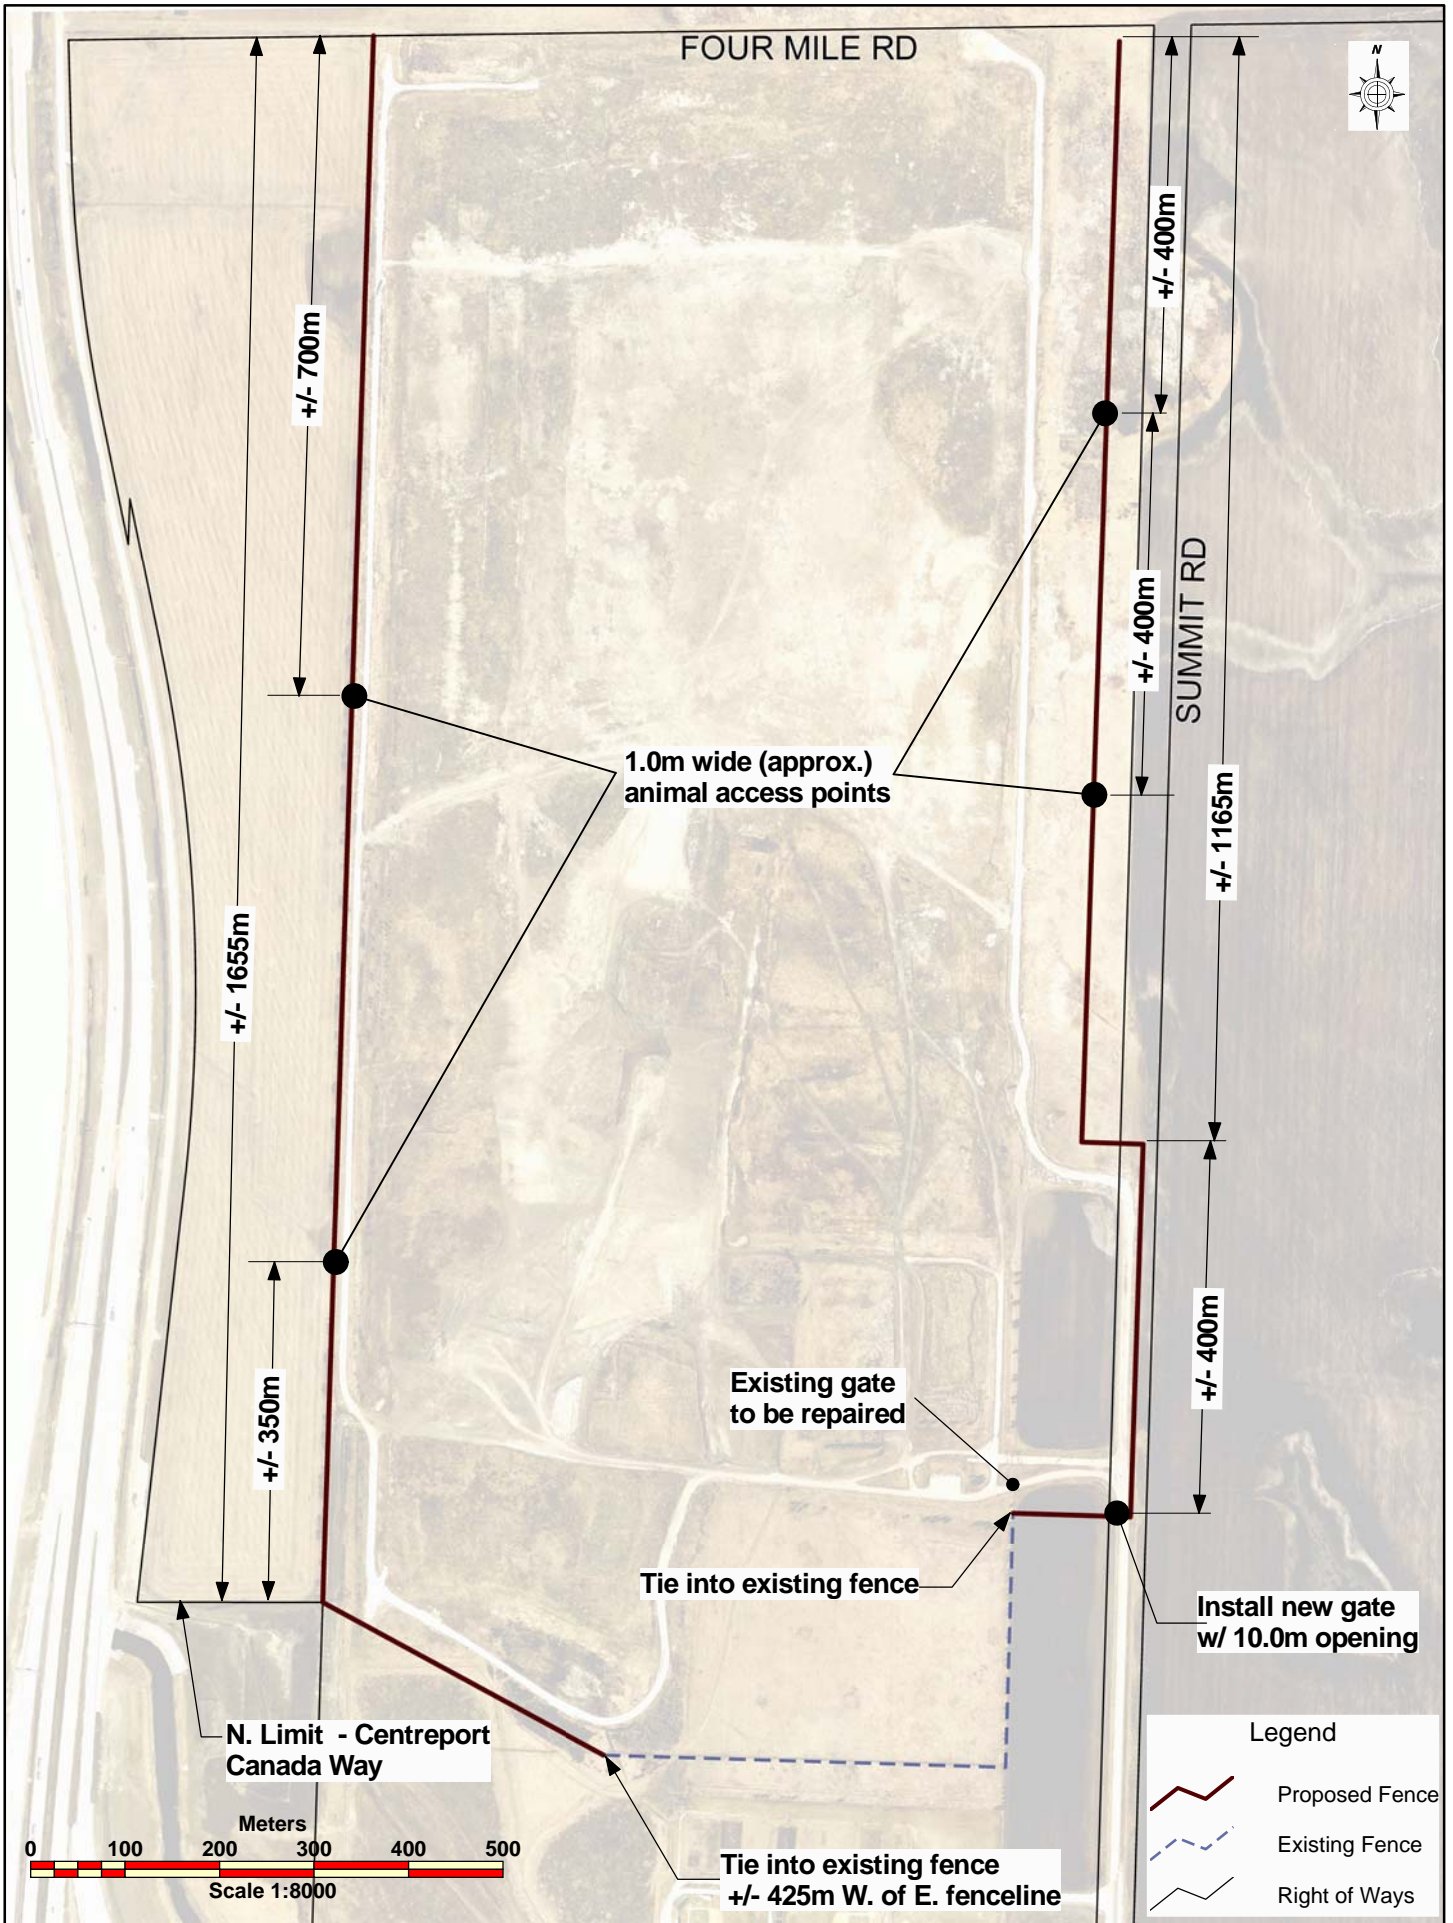 FOUR MILE RD
N
+/- 400m
+/- 700m
+/- 400m
SUMMIT RD
1.0m wide (approx.)
animal access points
+/- 1165m
+/- 1655m
+/- 400m
+/- 350m
Existing gate
to be repaired
Tie into existing fence
Install new gate
w/ 10.0m opening
N. Limit - Centreport
Canada Way
Legend
Proposed Fence
Existing Fence
Right of Ways
Meters
0 100 200 300 400 500
Scale 1:8000
Tie into existing fence
+/- 425m W. of E. fenceline